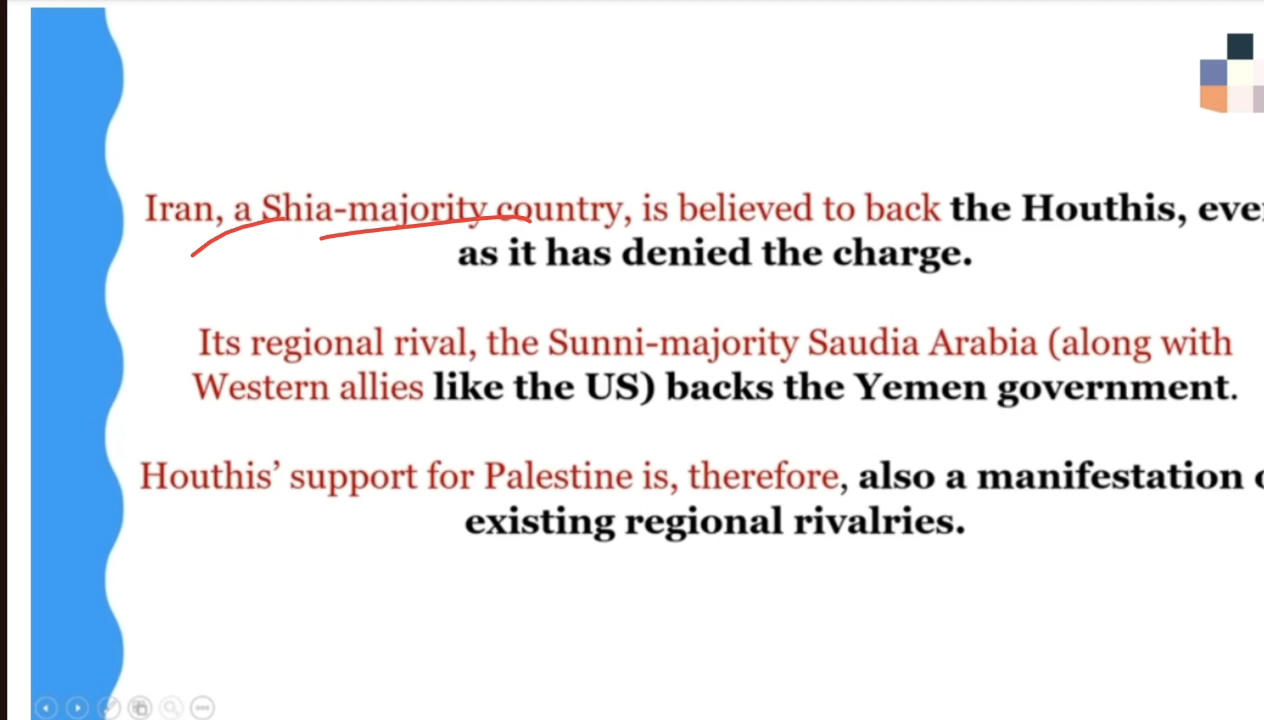 Iran, a Shia-majority country, is believed to back the Houthis,
as it has denied the charge.
Its regional rival, the Sunni-majority Saudia Arabia (along with
Western allies like the US) backs the Yemen government.
Houthis’ support for Palestine is, therefore, also a manifestation
existing regional rivalries.